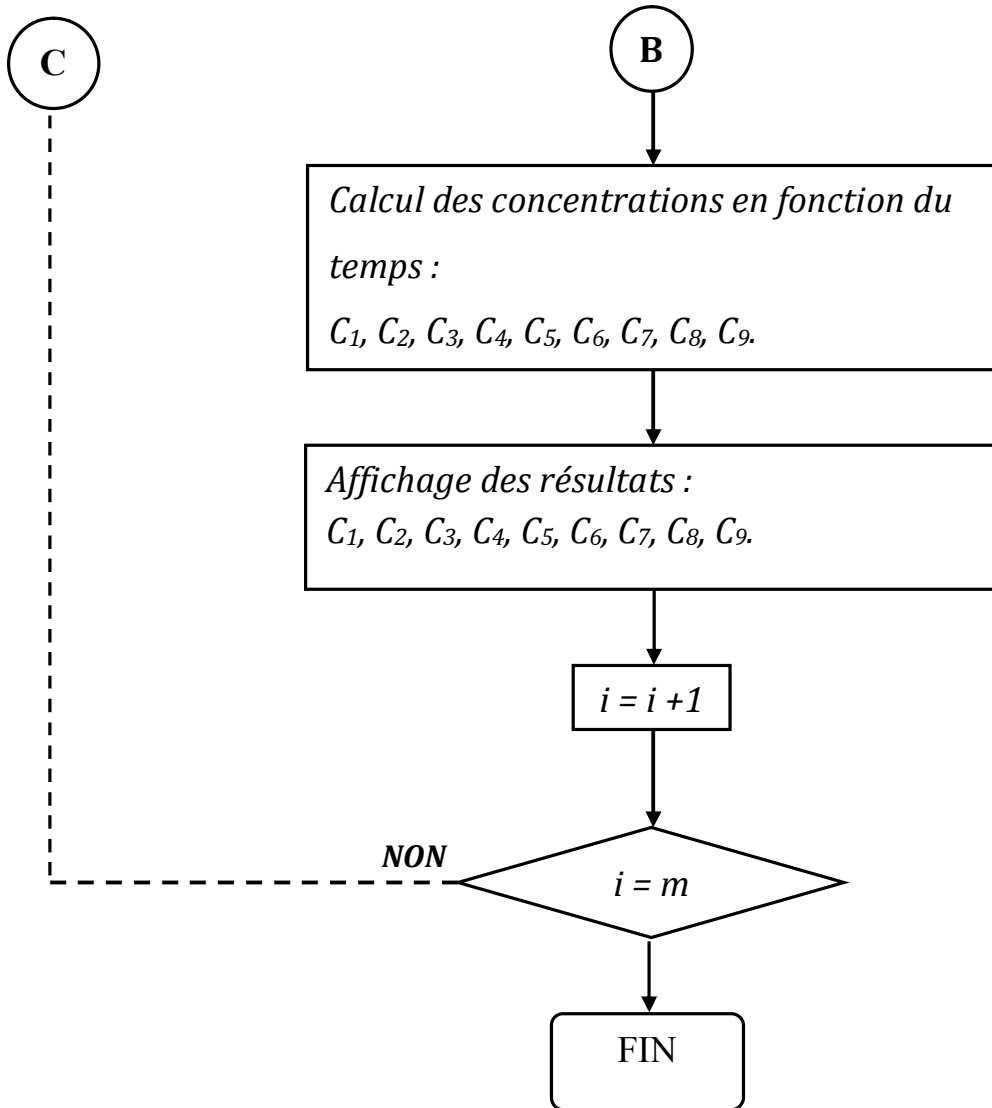 C
B
Calcul des concentrations en fonction du
temps :
C₁, C₂, C₃, C₄, C₅, C₆, C₇, C₈, C₉.
Affichage des résultats :
C₁, C₂, C₃, C₄, C₅, C₆, C₇, C₈, C₉.
i = i +1
NON
i = m
FIN